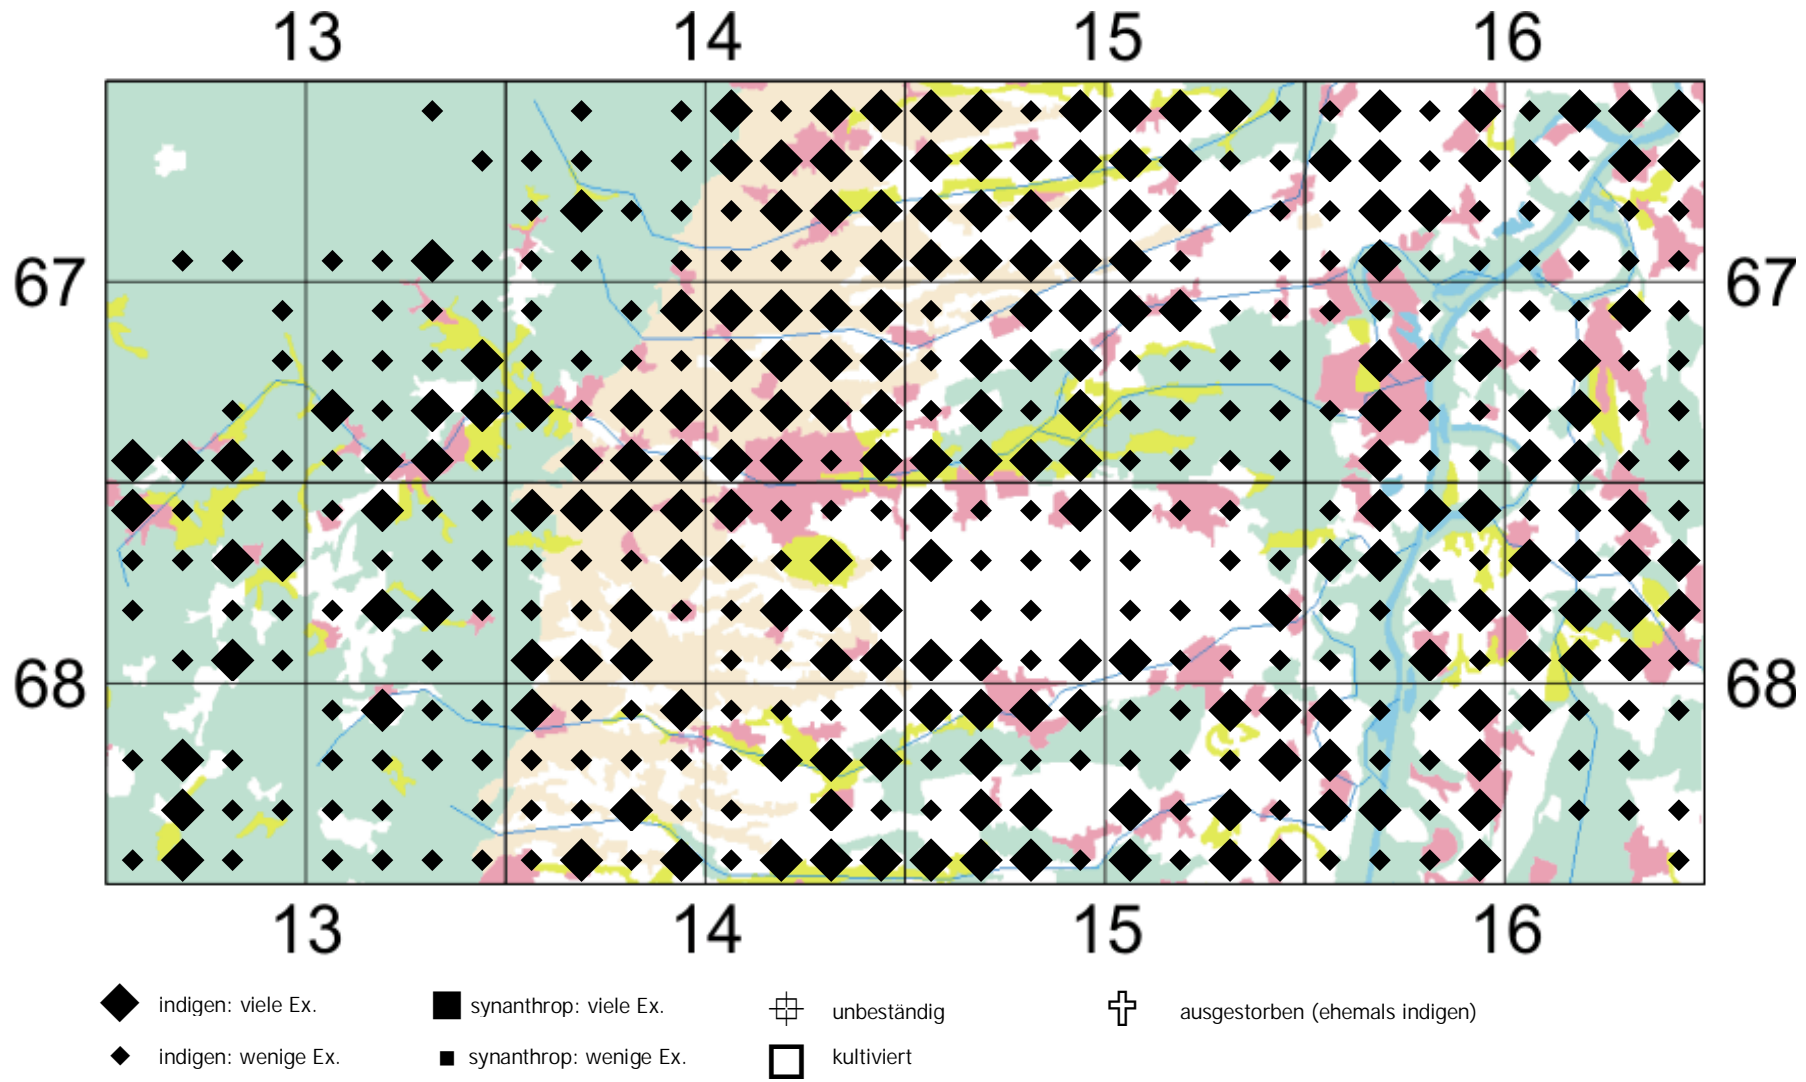 13 14 15 16
67 67
68 68
13 14 15 16
indigen: viele Ex. synanthrop: viele Ex. unbeständig ausgestorben (ehemals indigen)
indigen: wenige Ex. synanthrop: wenige Ex. kultiviert